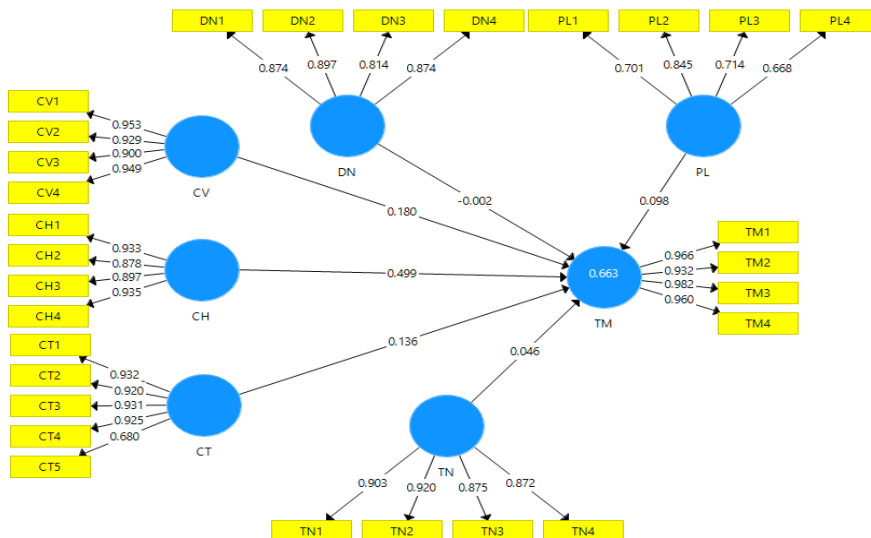 DN1
DN2
DN3
DN4
PL1
PL2
PL3
PL4
0.874
0.897
0.814
0.874
0.701
0.845
0.714
0.668
CV1
CV2
CV3
CV4
0.953
0.929
0.900
0.949
CV
DN
PL
0.180
-0.002
0.098
CH1
CH2
CH3
CH4
0.933
0.878
0.897
0.935
CH
0.499
0.663
TM
0.966
0.932
0.982
0.960
TM1
TM2
TM3
TM4
CT1
CT2
CT3
CT4
CT5
0.932
0.920
0.931
0.925
0.680
CT
0.136
0.046
TN
0.903
0.920
0.875
0.872
TN1
TN2
TN3
TN4